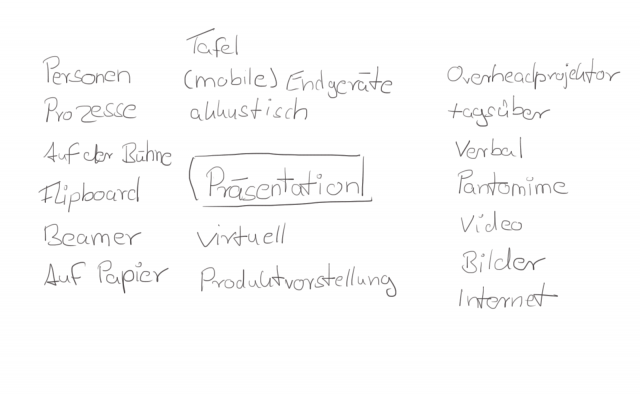 Tafel
Personen
(mobile) Endgeräte
Overheadprojektor
Prozesse
akkustisch
tagsüber
Auf der Bühne
Verbal
Präsentation
Flipboard
Pantomime
Beamer
virtuell
Video
Auf Papier
Produktvorstellung
Bilder
Internet